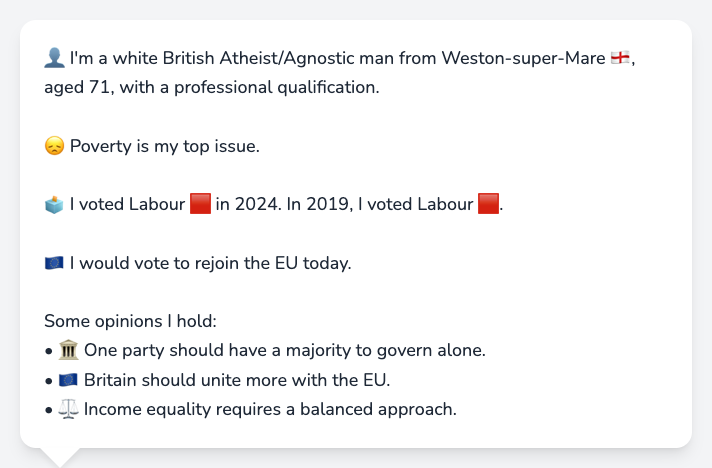 👤 I'm a white British Atheist/Agnostic man from Weston-super-Mare 🏴󠁧󠁢󠁥󠁮󠁧󠁿,
aged 71, with a professional qualification.
😞 Poverty is my top issue.
🗳️ I voted Labour 🟥 in 2024. In 2019, I voted Labour 🟥.
🇪🇺 I would vote to rejoin the EU today.
Some opinions I hold:
• 🏛️ One party should have a majority to govern alone.
• 🇪🇺 Britain should unite more with the EU.
• ⚖️ Income equality requires a balanced approach.